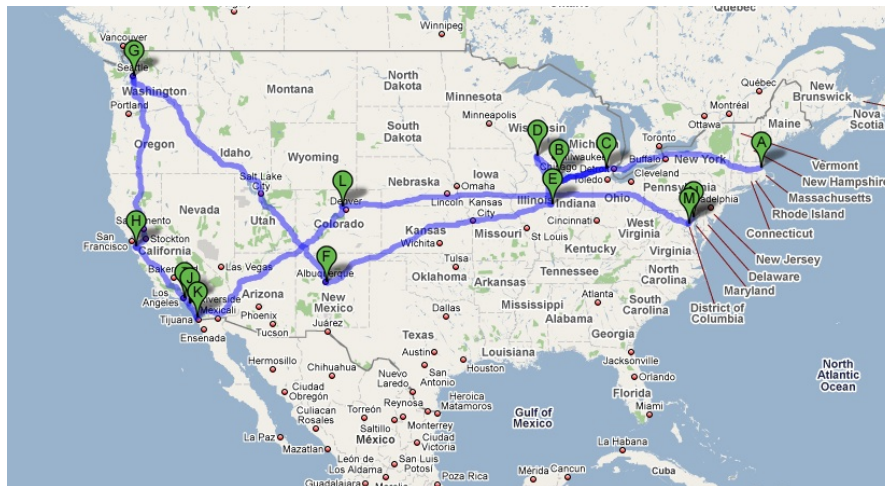 Québec
Winnipeg
Vancouver
G
Seattle
Washington
Portland
Montana
North
Dakota
Minnesota
Minneapolis
Ottawa
Montréal
Québec
New
Brunswick
Nova
Scotia
Maine
Oregon
Idaho
Wyoming
South
Dakota
Wisconsin
D
B
Milwaukee
Michigan
C
Toronto
Buffalo
New York
A
Vermont
New Hampshire
Massachusetts
Rhode Island
Connecticut
Salt Lake
City
L
Denver
Nebraska
Iowa
Omaha
Lincoln
E
Illinois
Indiana
Toledo
Cleveland
Ohio
Pennsylvania
M
New Jersey
Delaware
Maryland
District of
Columbia
H
San
Francisco
Stockton
California
Nevada
Utah
Colorado
Kansas
Kansas
City
Missouri
St Louis
Cincinnati
West
Virginia
Virginia
Kentucky
Wichita
Las Vegas
J
K
Los
Angeles
Tijuana
Mexicali
Ensenada
Arizona
Phoenix
Tucson
F
Albuquerque
New
Mexico
Tulsa
Oklahoma
Arkansas
Tennessee
North
Carolina
South
Carolina
Atlanta
Mississippi
Alabama
Georgia
Dallas
Juárez
Texas
Austin
San
Antonio
Houston
Louisiana
Jacksonville
Orlando
Florida
Miami
North
Atlantic
Ocean
Hermosillo
Chihuahua
Ciudad
Obregón
Culiacan
Rosales
Nuevo
Laredo
Heroica
Matamoros
Reynosa
Torreón
Saltillo
Monterrey
Ciudad
Victoria
La Paz
Mazatlan
México
León de
Los Aldama
San Luis
Potosí
Guadalajara
Poza Rica
Gulf of
Mexico
La Habana
Cuba
Mérida
Cancun